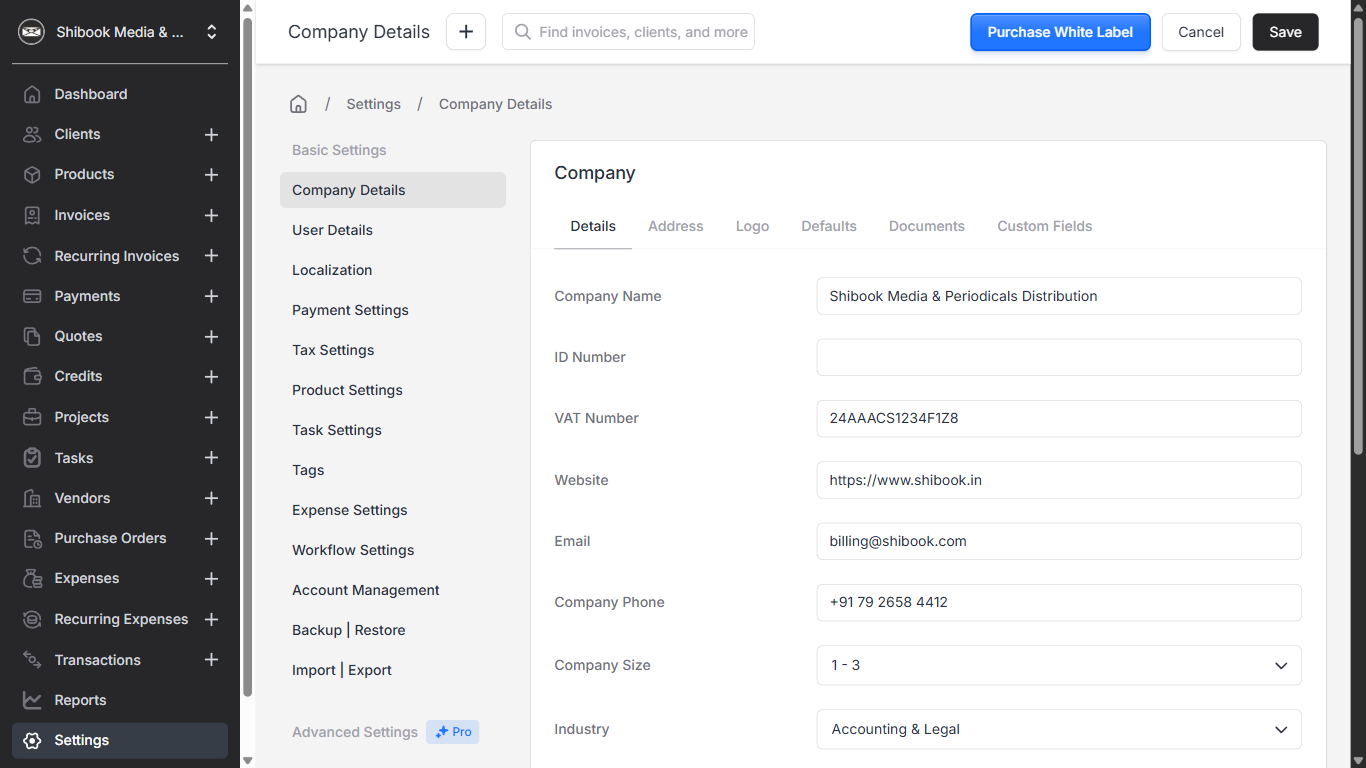 Shibook Media & ...
Dashboard
Clients
Products
Invoices
Recurring Invoices
Payments
Quotes
Credits
Projects
Tasks
Vendors
Purchase Orders
Expenses
Recurring Expenses
Transactions
Reports
Settings
Company Details
Find invoices, clients, and more
Purchase White Label
Cancel
Save
/ Settings / Company Details
Basic Settings
Company Details
User Details
Localization
Payment Settings
Tax Settings
Product Settings
Task Settings
Tags
Expense Settings
Workflow Settings
Account Management
Backup | Restore
Import | Export
Advanced Settings Pro
Company
Details Address Logo Defaults Documents Custom Fields
Company Name Shibook Media & Periodicals Distribution
ID Number
VAT Number 24AAACS1234F1Z8
Website https://www.shibook.in
Email billing@shibook.com
Company Phone +91 79 2658 4412
Company Size 1 - 3
Industry Accounting & Legal